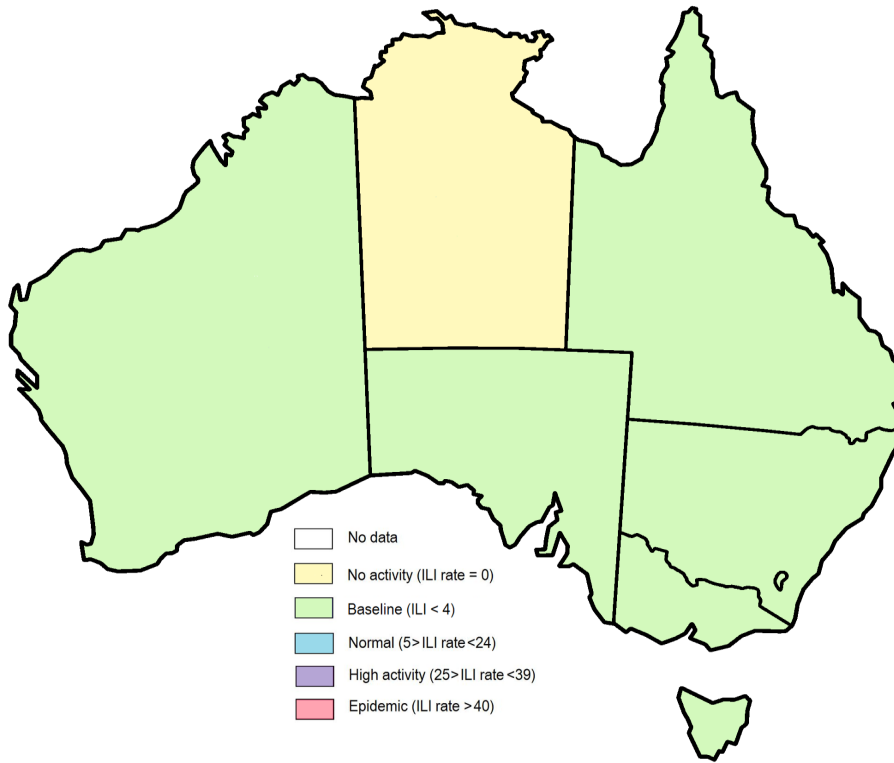 No data
No activity (ILI rate = 0)
Baseline (ILI < 4)
Normal (5>ILI rate<24)
High activity (25>ILI rate<39)
Epidemic (ILI rate >40)